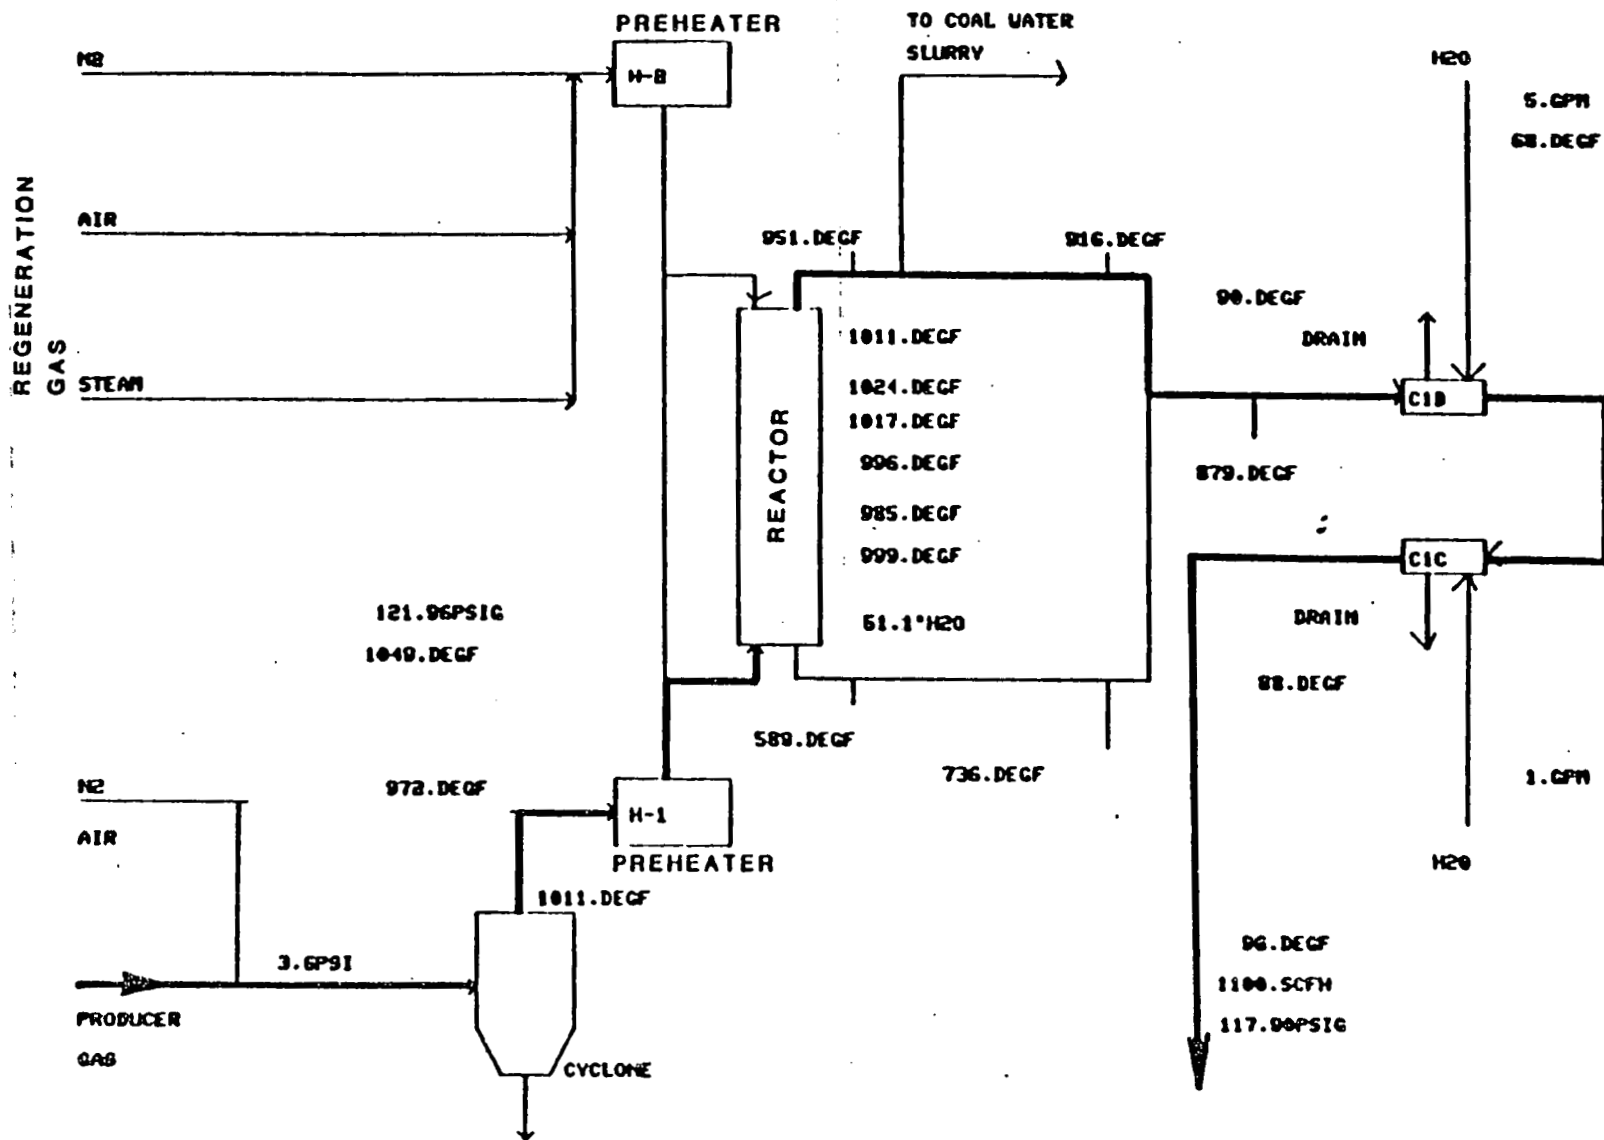 PREHEATER
TO COAL WATER
SLURRY
N2
H-2
H2O
5.GPM
68.DEGF
REGENERATION
GAS
AIR
STEAM
951.DEGF
916.DEGF
90.DEGF
DRAIN
C1B
REACTOR
1011.DEGF
1024.DEGF
1017.DEGF
996.DEGF
985.DEGF
999.DEGF
879.DEGF
C1C
121.96PSIG
1049.DEGF
51.1"H2O
DRAIN
88.DEGF
589.DEGF
736.DEGF
N2
972.DEGF
1.GPM
AIR
H-1
PREHEATER
H2O
1011.DEGF
3.6PSI
96.DEGF
1100.SCFH
PRODUCER
GAS
117.90PSIG
CYCLONE